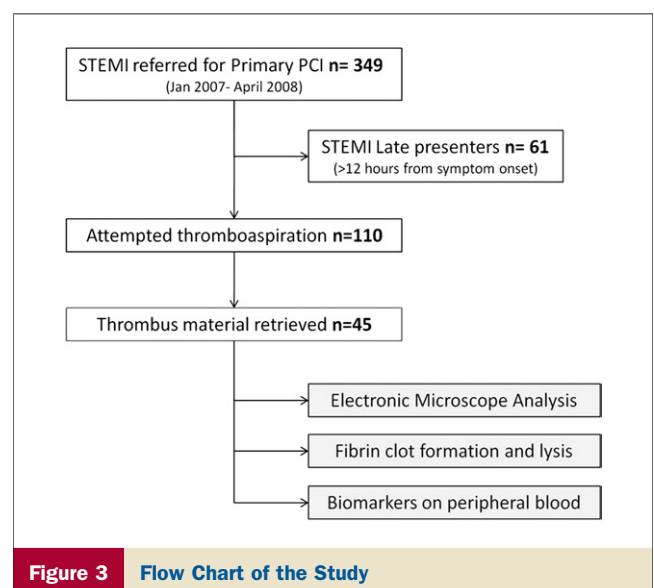 STEMI referred for Primary PCI n= 349
(Jan 2007- April 2008)
STEMI Late presenters n= 61
(>12 hours from symptom onset)
Attempted thromboaspiration n=110
Thrombus material retrieved n=45
Electronic Microscope Analysis
Fibrin clot formation and lysis
Biomarkers on peripheral blood
Figure 3 Flow Chart of the Study